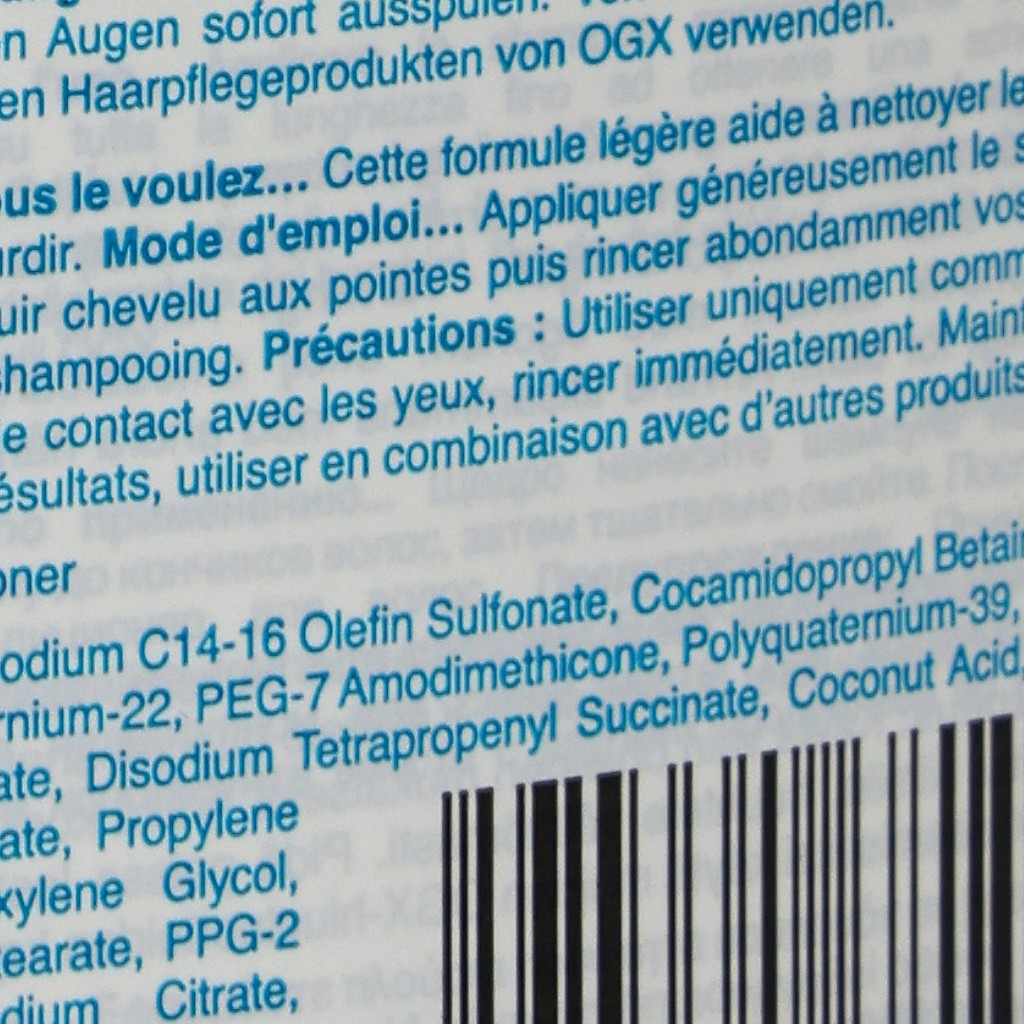 en Augen sofort ausspülen.
en Haarpflegeprodukten von OGX verwenden.
ous le voulez... Cette formule légère aide à nettoyer le
urdir. Mode d'emploi... Appliquer généreusement le s
uir chevelu aux pointes puis rincer abondamment vos
shampooing. Précautions : Utiliser uniquement comm
e contact avec les yeux, rincer immédiatement. Maint
ésultats, utiliser en combinaison avec d'autres produits
oner
odium C14-16 Olefin Sulfonate, Cocamidopropyl Betain
rnium-22, PEG-7 Amodimethicone, Polyquaternium-39,
ate, Disodium Tetrapropenyl Succinate, Coconut Acid,
ate, Propylene
xylene Glycol,
earate, PPG-2
dium Citrate,